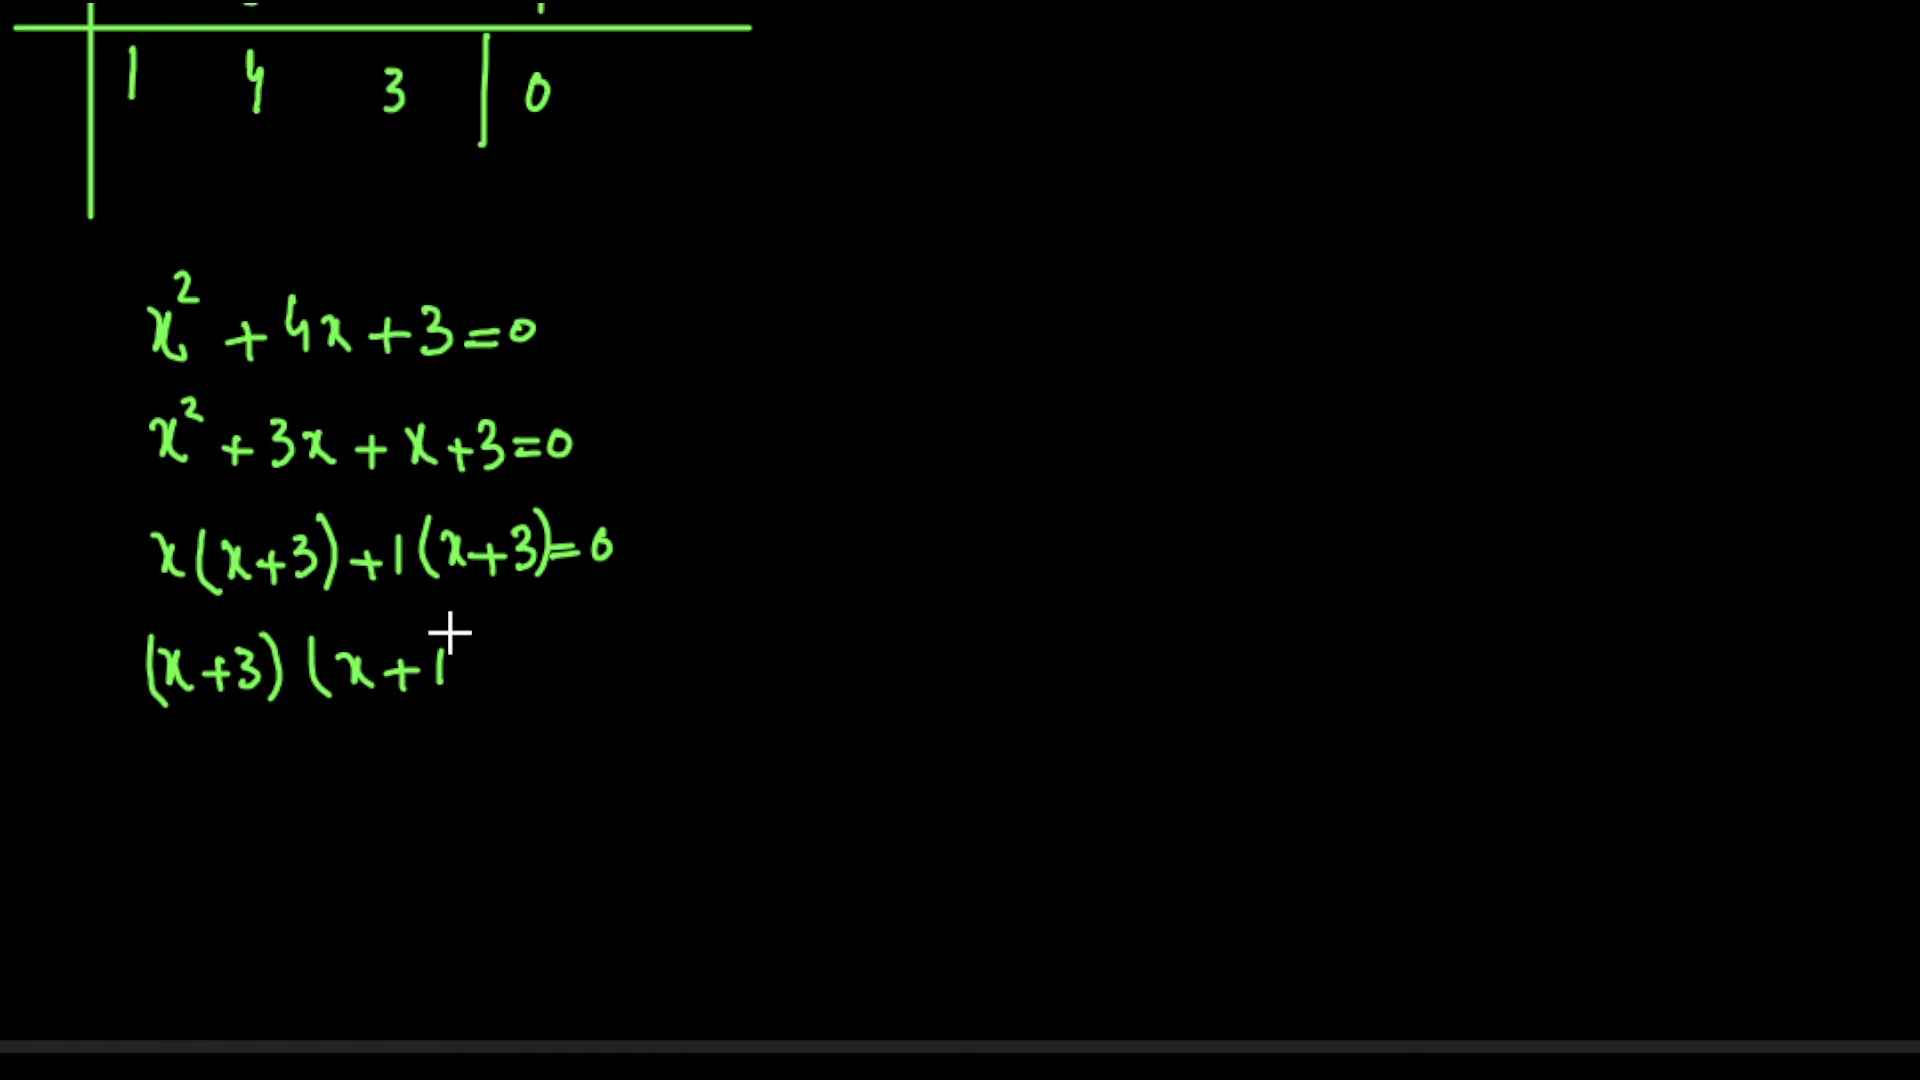 1 4 3 | 0
x² + 4x + 3 = 0
x² + 3x + x + 3 = 0
x(x+3) + 1(x+3) = 0
(x+3) (x+1